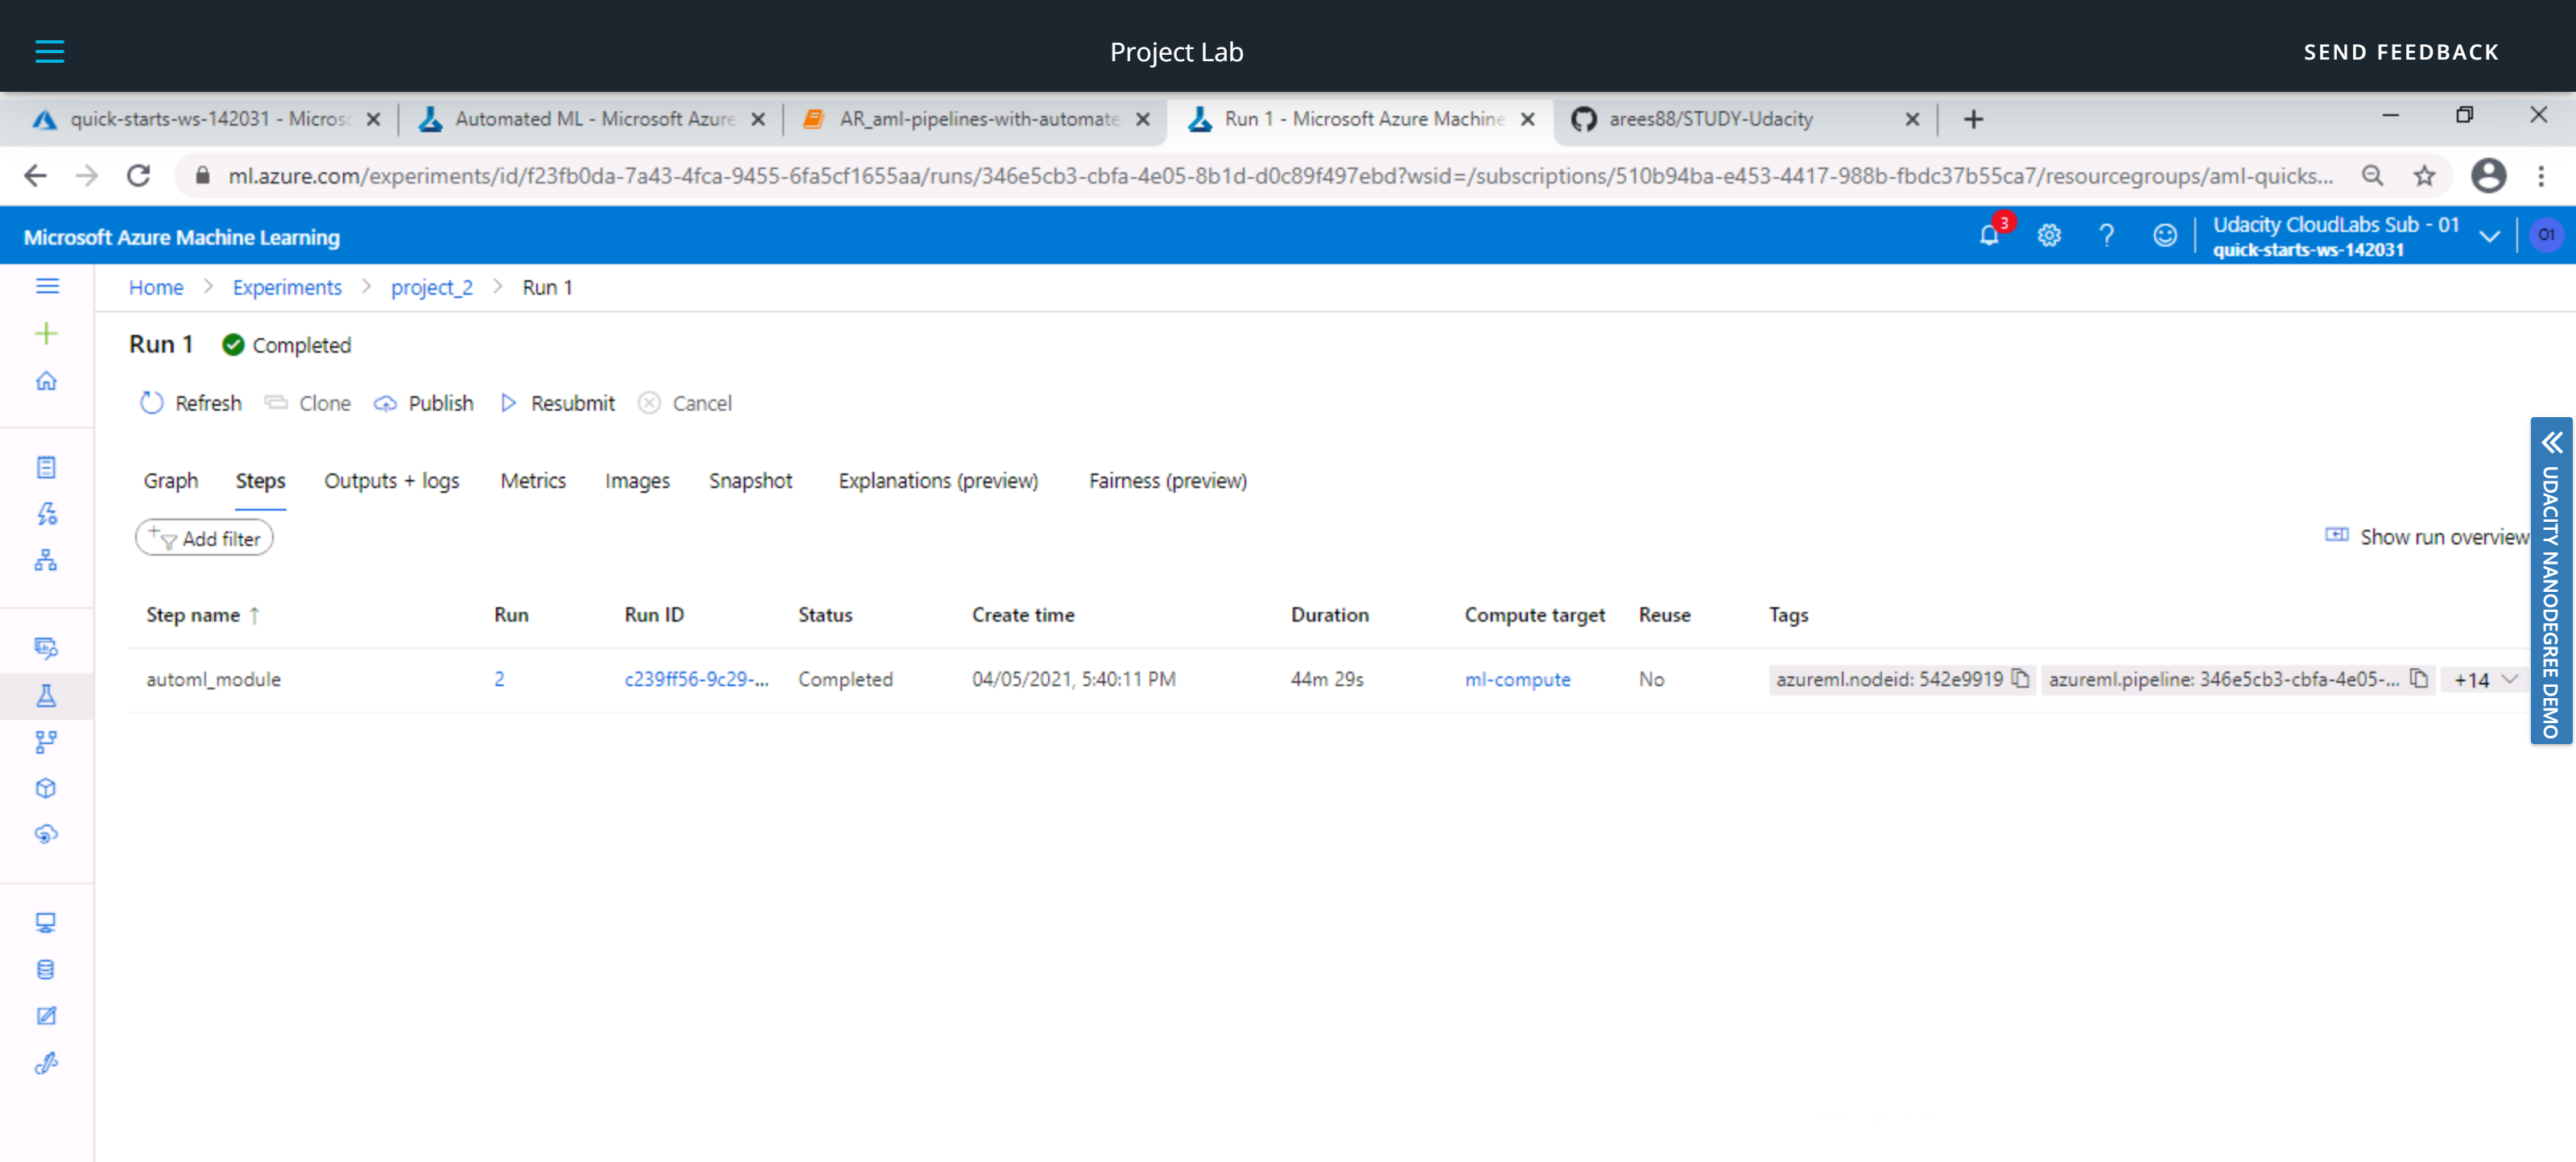 Project Lab
SEND FEEDBACK
quick-starts-ws-142031 - Micros
Automated ML - Microsoft Azure
AR_aml-pipelines-with-automate
Run 1 - Microsoft Azure Machine
arees88/STUDY-Udacity
ml.azure.com/experiments/id/f23fb0da-7a43-4fca-9455-6fa5cf1655aa/runs/346e5cb3-cbfa-4e05-8b1d-d0c89f497ebd?wsid=/subscriptions/510b94ba-e453-4417-988b-fbdc37b55ca7/resourcegroups/aml-quicks...
Microsoft Azure Machine Learning
3
Udacity CloudLabs Sub - 01
quick-starts-ws-142031
01
Home > Experiments > project_2 > Run 1
Run 1 Completed
Refresh Clone Publish Resubmit Cancel
Graph Steps Outputs + logs Metrics Images Snapshot Explanations (preview) Fairness (preview)
Add filter
Show run overview
Step name ↑ Run Run ID Status Create time Duration Compute target Reuse Tags
automl_module 2 c239ff56-9c29-... Completed 04/05/2021, 5:40:11 PM 44m 29s ml-compute No azureml.nodeid: 542e9919 azureml.pipeline: 346e5cb3-cbfa-4e05-... +14
UDACITY NANODEGREE DEMO